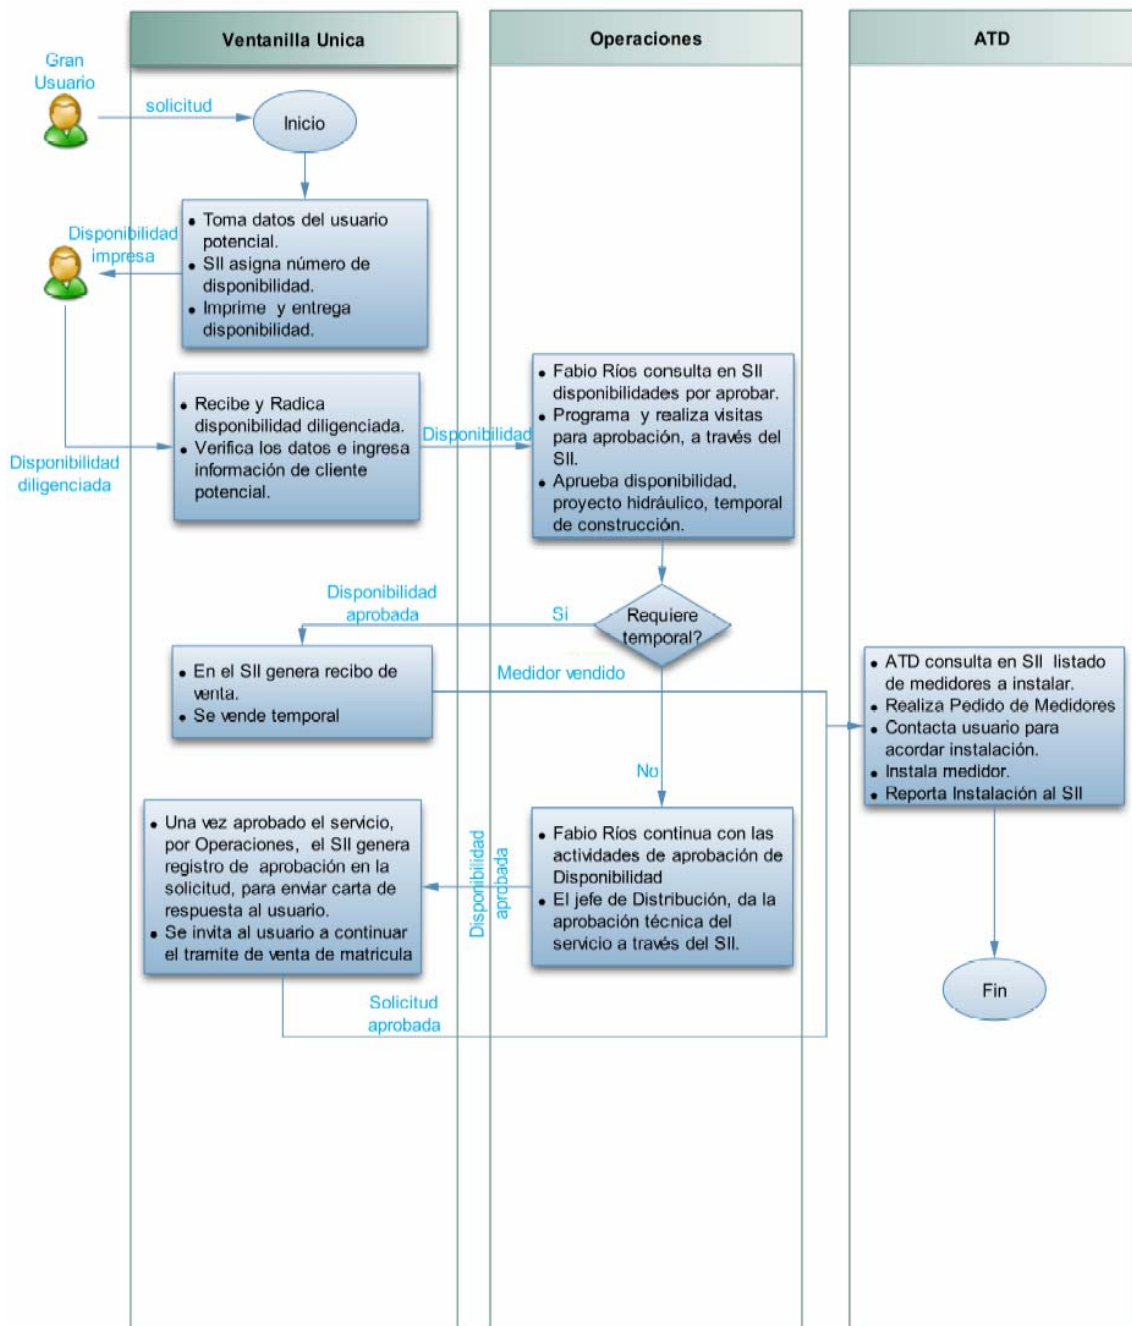 Ventanilla Unica
Operaciones
ATD
Gran
Usuario
solicitud
Inicio
Disponibilidad
impresa
• Toma datos del usuario
potencial.
• SII asigna número de
disponibilidad.
• Imprime y entrega
disponibilidad.
Disponibilidad
diligenciada
• Recibe y Radica
disponibilidad diligenciada.
• Verifica los datos e ingresa
información de cliente
potencial.
Disponibilidad
• Fabio Ríos consulta en SII
disponibilidades por aprobar.
• Programa y realiza visitas
para aprobación, a través del
SII.
• Aprueba disponibilidad,
proyecto hidráulico, temporal
de construcción.
Requiere
temporal?
Si
Disponibilidad
aprobada
• En el SII genera recibo de
venta.
• Se vende temporal
Medidor vendido
• ATD consulta en SII listado
de medidores a instalar.
• Realiza Pedido de Medidores
• Contacta usuario para
acordar instalación.
• Instala medidor.
• Reporta Instalación al SII
No
• Fabio Ríos continua con las
actividades de aprobación de
Disponibilidad
• El jefe de Distribución, da la
aprobación técnica del
servicio a través del SII.
Disponibilidad
aprobada
• Una vez aprobado el servicio,
por Operaciones, el SII genera
registro de aprobación en la
solicitud, para enviar carta de
respuesta al usuario.
• Se invita al usuario a continuar
el tramite de venta de matricula
Solicitud
aprobada
Fin